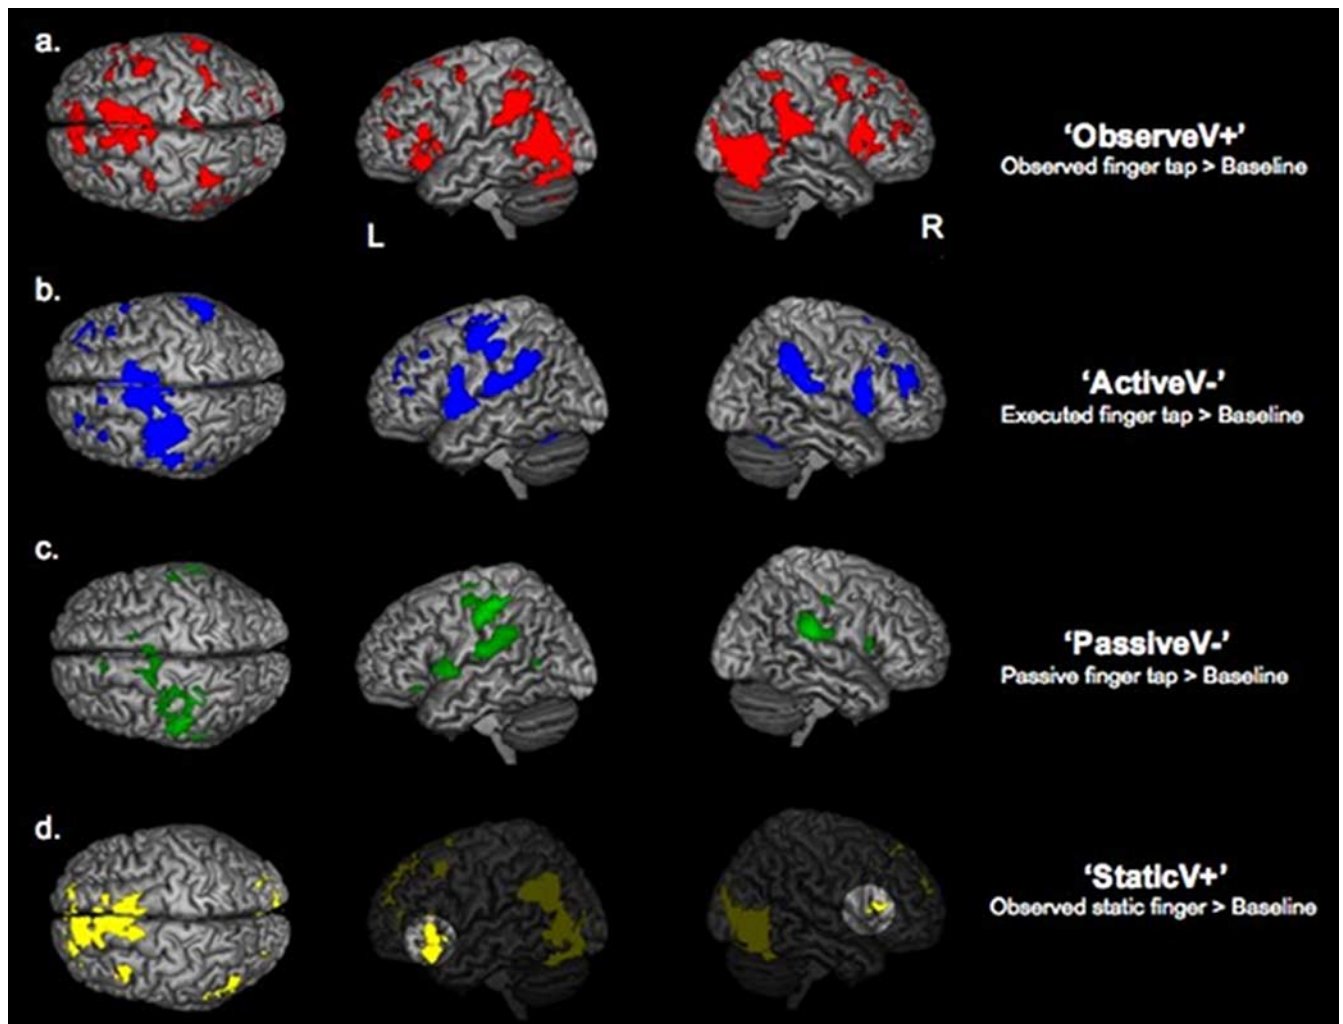 a.
‘ObserveV+’
Observed finger tap > Baseline
L
R
b.
‘ActiveV-’
Executed finger tap > Baseline
c.
‘PassiveV-’
Passive finger tap > Baseline
d.
‘StaticV+’
Observed static finger > Baseline